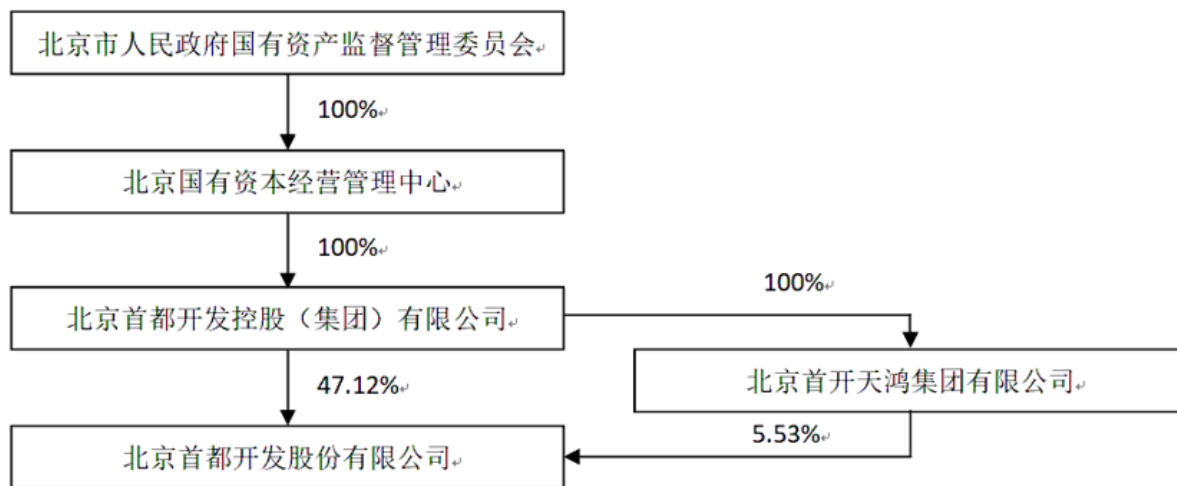 北京市人民政府国有资产监督管理委员会
100%
北京国有资本经营管理中心
100%
100%
北京首都开发控股（集团）有限公司
北京首开天鸿集团有限公司
47.12%
5.53%
北京首都开发股份有限公司